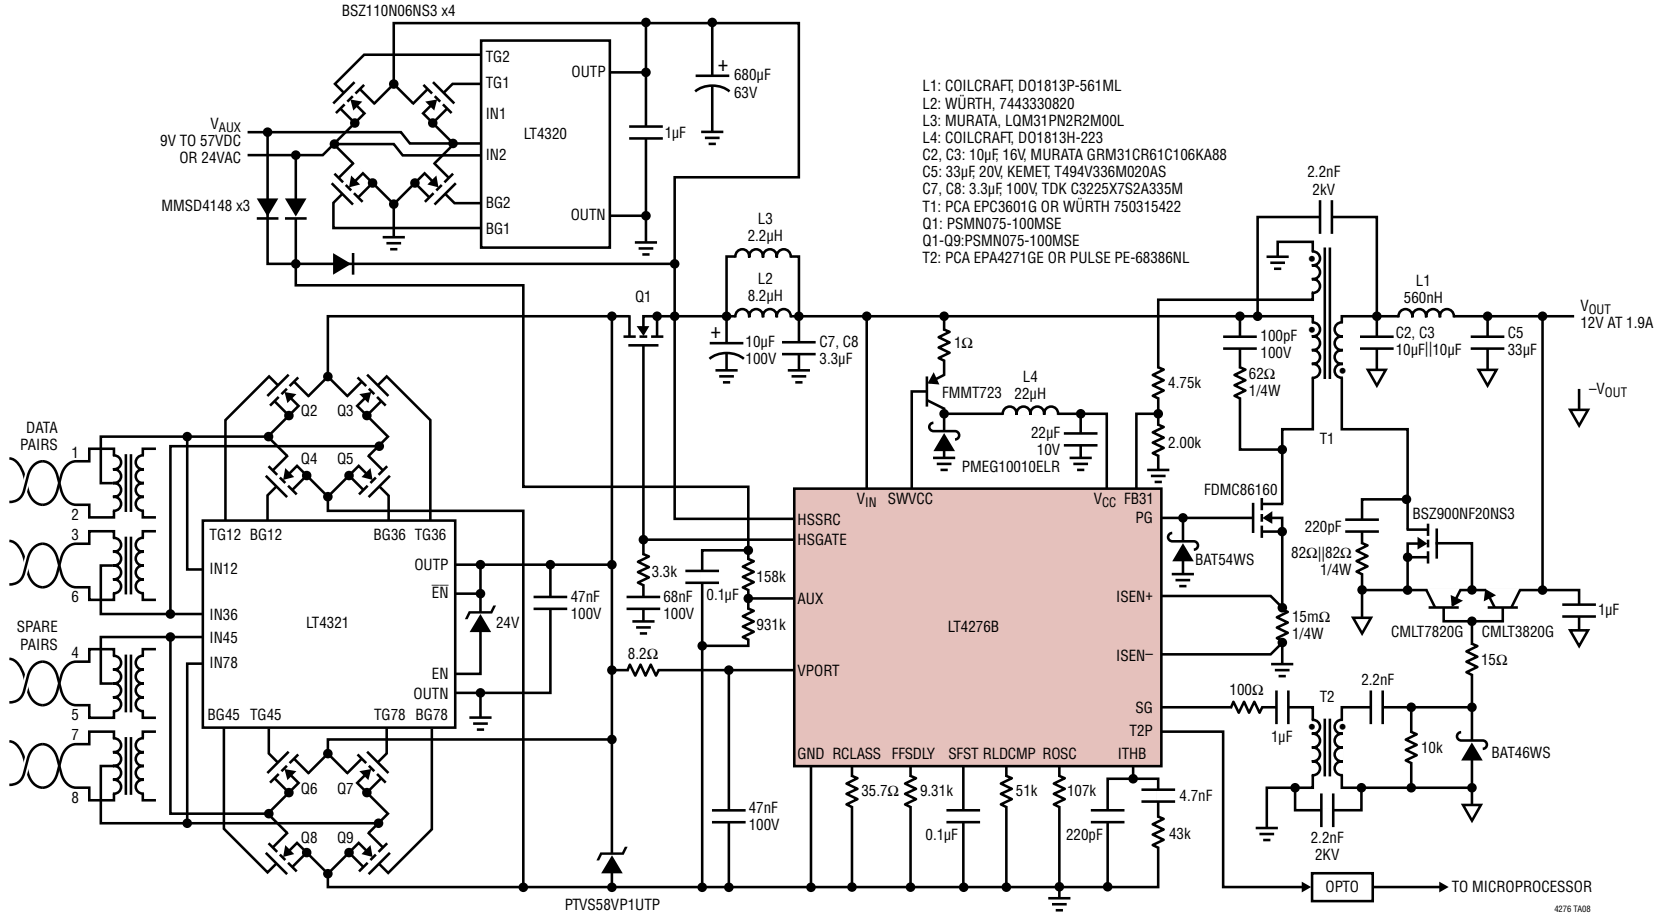 BSZ110N06NS3 x4
TG2
TG1
IN1
IN2
BG2
BG1
LT4320
OUTP
OUTN
+
680µF
63V
1µF
VAUX
9V TO 57VDC
OR 24VAC
MMSD4148 x3
L1: COILCRAFT, DO1813P-561ML
L2: WÜRTH, 7443330820
L3: MURATA, LQM31PN2R2M00L
L4: COILCRAFT, DO1813H-223
C2, C3: 10µF, 16V, MURATA GRM31CR61C106KA88
C5: 33µF, 20V, KEMET, T494V336M020AS
C7, C8: 3.3µF, 100V, TDK C3225X7S2A335M
T1: PCA EPC3601G OR WÜRTH 750315422
Q1: PSMN075-100MSE
Q1-Q9:PSMN075-100MSE
T2: PCA EPA4271GE OR PULSE PE-68386NL
2.2nF
2kV
L3
2.2µH
L2
8.2µH
Q1
+
10µF
100V
C7, C8
3.3µF
1Ω
FMMT723
L4
22µH
22µF
10V
PMEG10010ELR
4.75k
2.00k
100pF
100V
62Ω
1/4W
T1
L1
560nH
C2, C3
10µF||10µF
C5
33µF
VOUT
12V AT 1.9A
–VOUT
DATA
PAIRS
1
2
3
6
SPARE
PAIRS
4
5
7
8
Q2
Q3
Q4
Q5
TG12
BG12
BG36
TG36
IN12
IN36
IN45
IN78
LT4321
OUTP
EN
EN
OUTN
BG45
TG45
TG78
BG78
Q6
Q7
Q8
Q9
24V
47nF
100V
3.3k
68nF
100V
0.1µF
158k
931k
8.2Ω
47nF
100V
PTVS58VP1UTP
VIN
SWVCC
VCC
FB31
HSSRC
HSGATE
AUX
VPORT
LT4276B
PG
ISEN+
ISEN–
SG
T2P
GND
RCLASS
FFSDLY
SFST
RLDCMP
ROSC
ITHB
35.7Ω
9.31k
0.1µF
51k
107k
220pF
4.7nF
43k
FDMC86160
BAT54WS
15mΩ
1/4W
220pF
82Ω||82Ω
1/4W
BSZ900NF20NS3
CMLT7820G
CMLT3820G
1µF
15Ω
100Ω
1µF
T2
2.2nF
10k
BAT46WS
2.2nF
2KV
OPTO
TO MICROPROCESSOR
4276 TA08